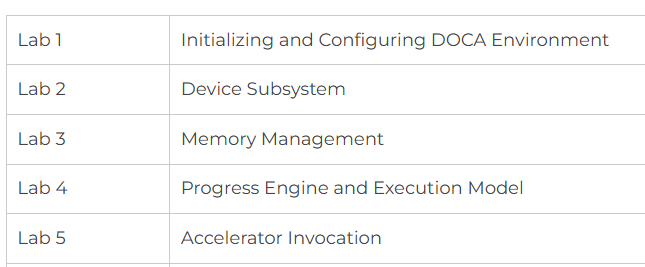 Lab 1 Initializing and Configuring DOCA Environment
Lab 2 Device Subsystem
Lab 3 Memory Management
Lab 4 Progress Engine and Execution Model
Lab 5 Accelerator Invocation